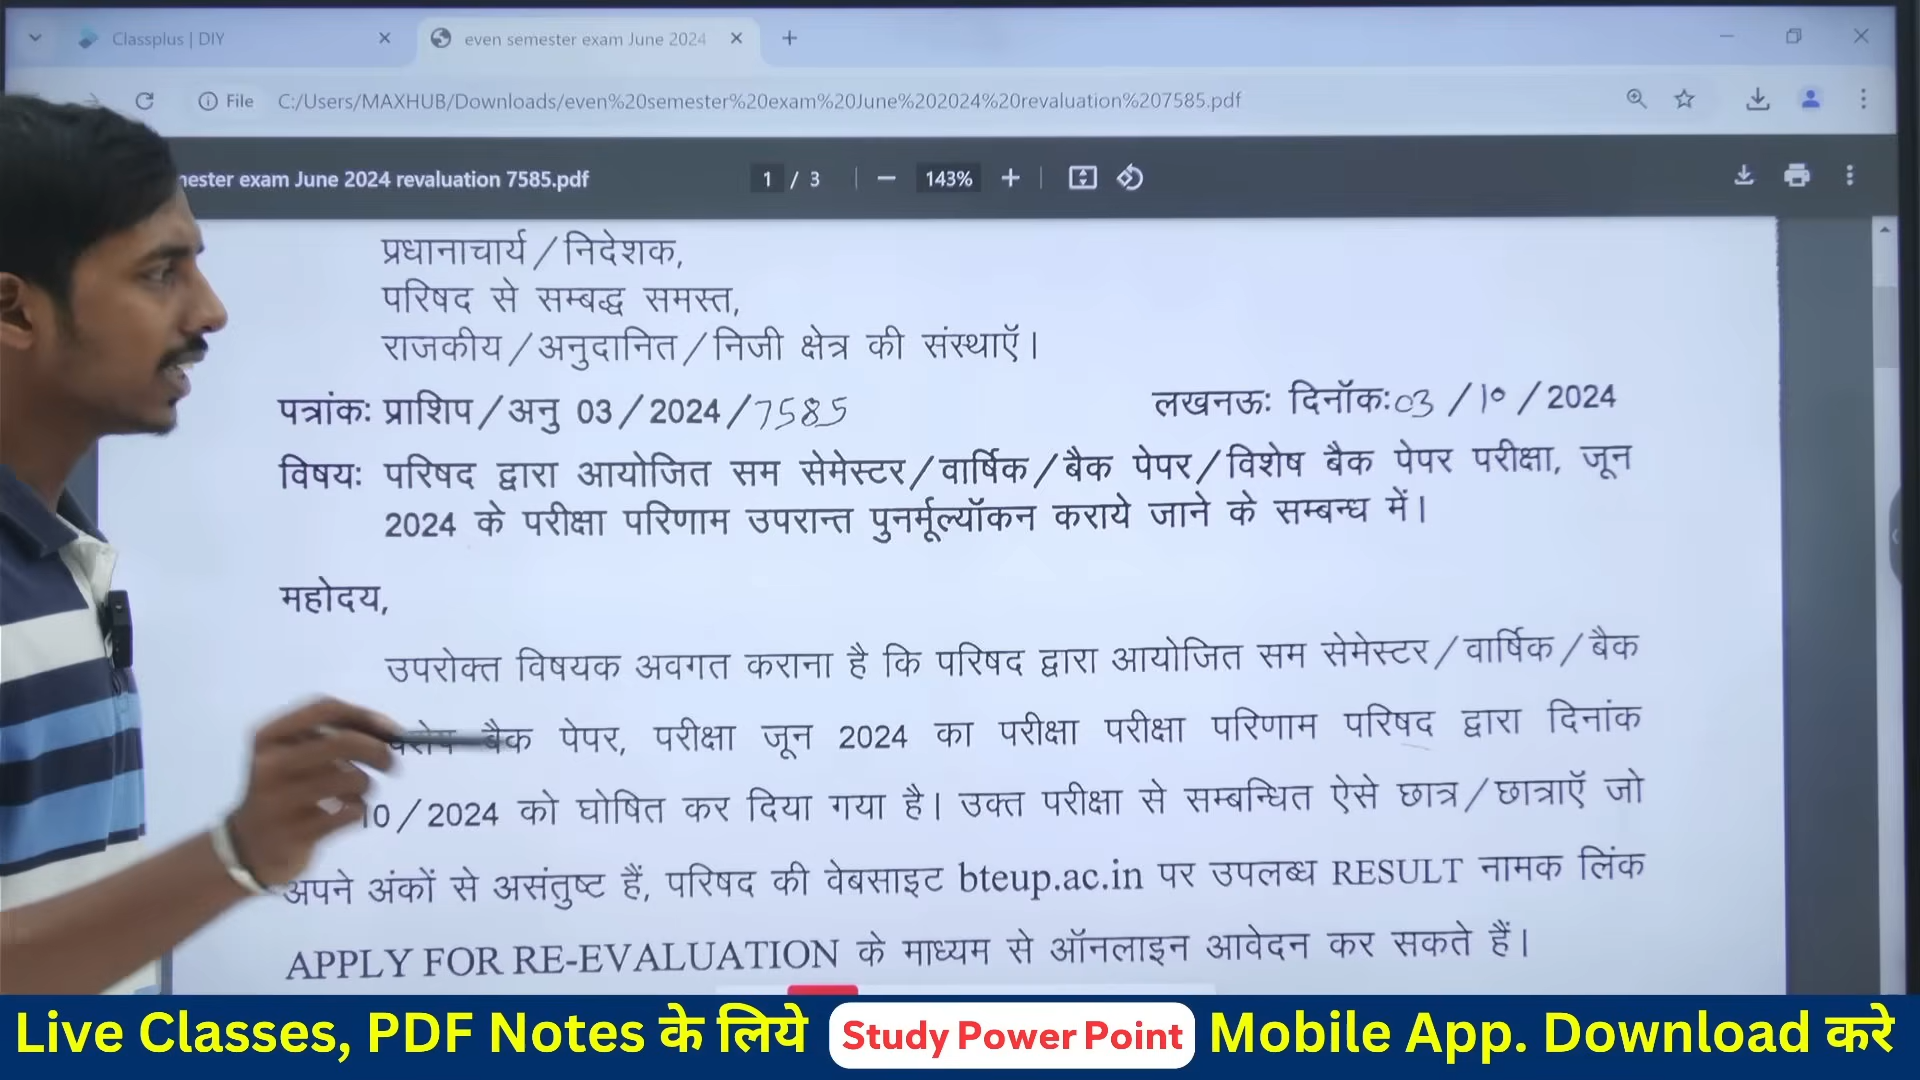 Classplus | DIY
even semester exam June 2024
File C:/Users/MAXHUB/Downloads/even%20semester%20exam%20June%202024%20revaluation%207585.pdf
ester exam June 2024 revaluation 7585.pdf
1 / 3
143%
प्रधानाचार्य/निदेशक,
परिषद से सम्बद्ध समस्त,
राजकीय/अनुदानित/निजी क्षेत्र की संस्थाऍ।
पत्रांकः प्राशिप/अनु 03/2024/7585 लखनऊः दिनॉकः03/10/2024
विषयः परिषद द्वारा आयोजित सम सेमेस्टर/वार्षिक/बैक पेपर/विशेष बैक पेपर परीक्षा, जून
2024 के परीक्षा परिणाम उपरान्त पुनर्मूल्यॉकन कराये जाने के सम्बन्ध में।
महोदय,
उपरोक्त विषयक अवगत कराना है कि परिषद द्वारा आयोजित सम सेमेस्टर/वार्षिक/बैक
बैक पेपर, परीक्षा जून 2024 का परीक्षा परीक्षा परिणाम परिषद द्वारा दिनांक
10/2024 को घोषित कर दिया गया है। उक्त परीक्षा से सम्बन्धित ऐसे छात्र/छात्राऍ जो
अपने अंकों से असंतुष्ट हैं, परिषद की वेबसाइट bteup.ac.in पर उपलब्ध RESULT नामक लिंक
APPLY FOR RE-EVALUATION के माध्यम से ऑनलाइन आवेदन कर सकते हैं।
Live Classes, PDF Notes के लिये Study Power Point Mobile App. Download करे